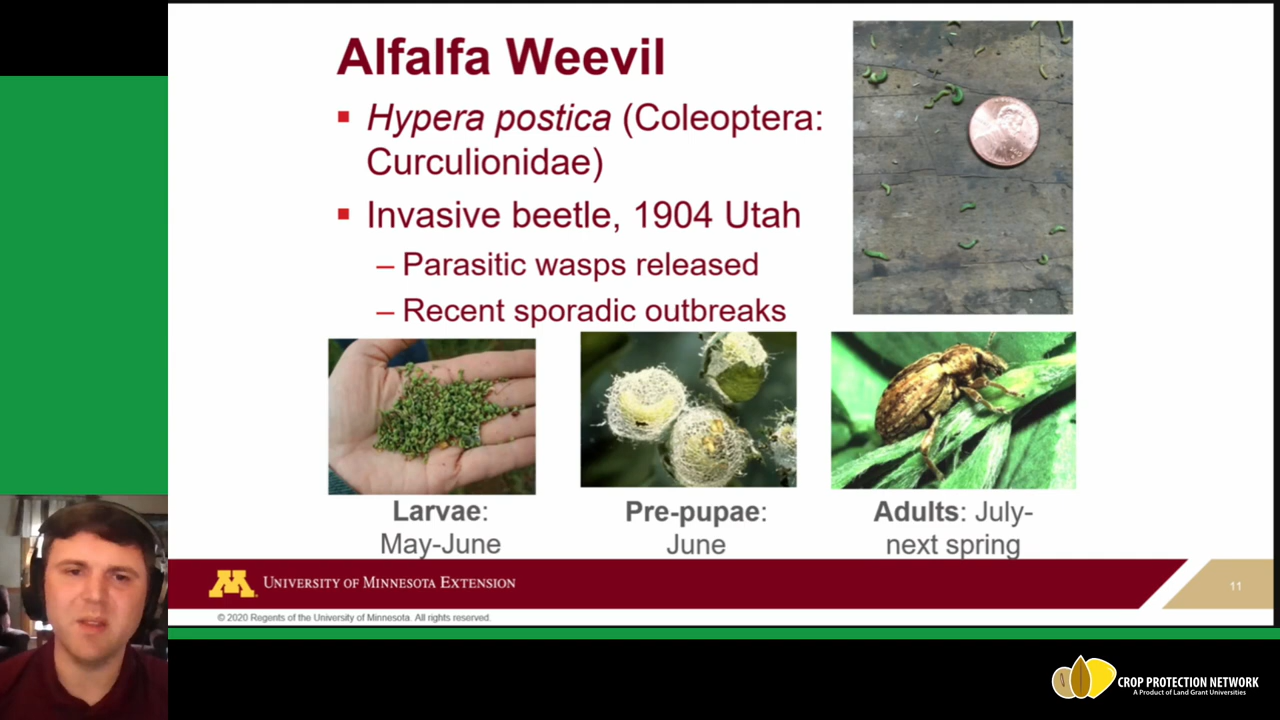 Alfalfa Weevil
▪ Hypera postica (Coleoptera:
Curculionidae)
▪ Invasive beetle, 1904 Utah
– Parasitic wasps released
– Recent sporadic outbreaks
Larvae:
May-June
Pre-pupae:
June
Adults: July-
next spring
M UNIVERSITY OF MINNESOTA EXTENSION
11
© 2020 Regents of the University of Minnesota. All rights reserved.
CROP PROTECTION NETWORK
A Product of Land Grant Universities